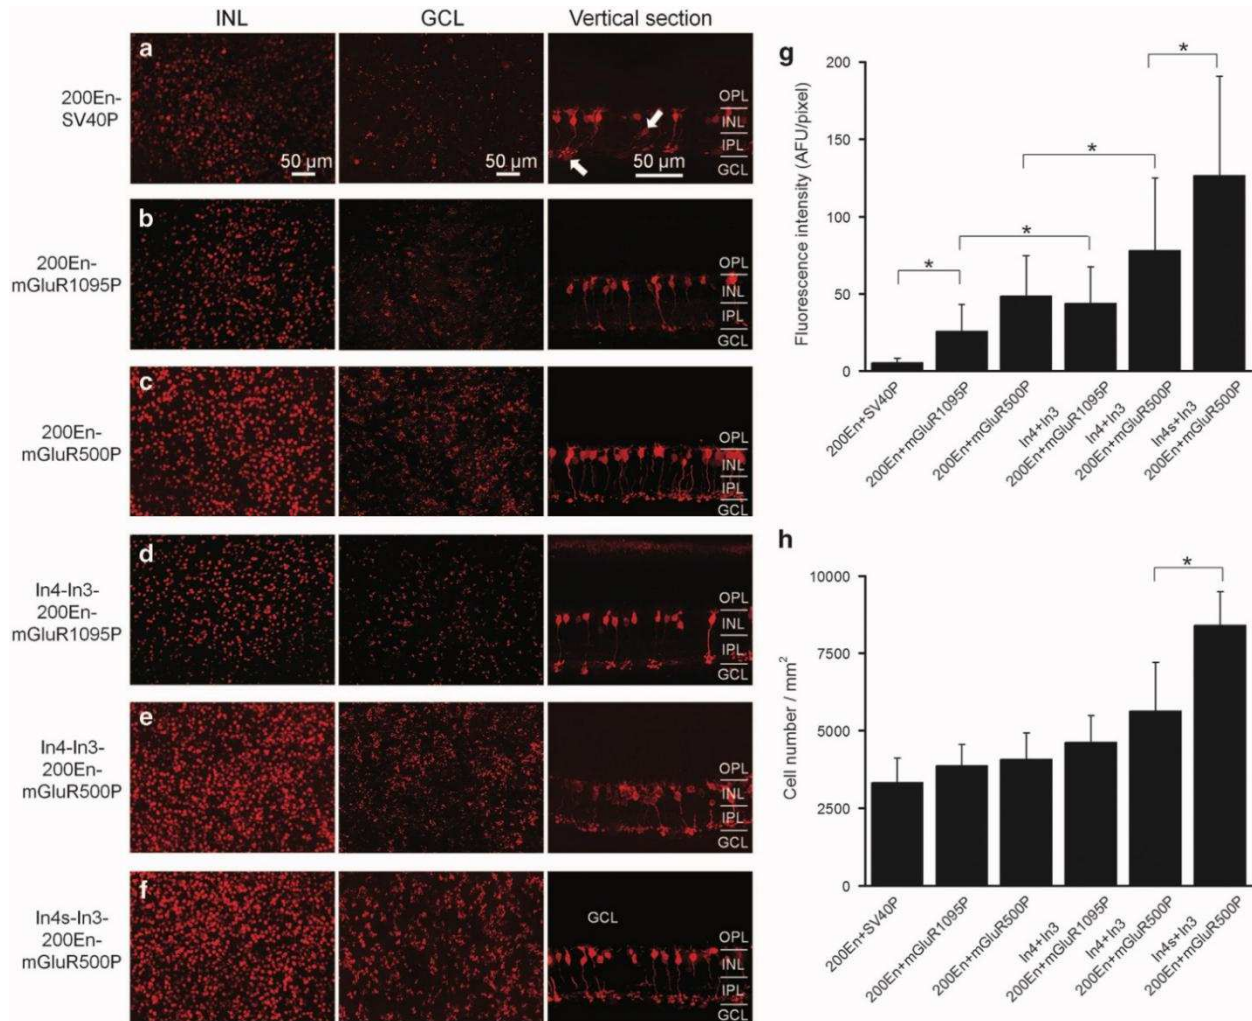 INL GCL Vertical section
a
200En-
SV40P
50 µm
50 µm
50 µm
OPL
INL
IPL
GCL
b
200En-
mGluR1095P
OPL
INL
IPL
GCL
c
200En-
mGluR500P
OPL
INL
IPL
GCL
d
In4-In3-
200En-
mGluR1095P
OPL
INL
IPL
GCL
e
In4-In3-
200En-
mGluR500P
OPL
INL
IPL
GCL
f
In4s-In3-
200En-
mGluR500P
GCL
OPL
INL
IPL
GCL
g
Fluorescence intensity (AFU/pixel)
200
150
100
50
0
*
*
*
*
200En+SV40P
200En+mGluR1095P
200En+mGluR500P
In4+In3
200En+mGluR1095P
In4+In3
200En+mGluR500P
In4s+In3
200En+mGluR500P
h
Cell number / mm²
10000
7500
5000
2500
0
*
200En+SV40P
200En+mGluR1095P
200En+mGluR500P
In4+In3
200En+mGluR1095P
In4+In3
200En+mGluR500P
In4s+In3
200En+mGluR500P